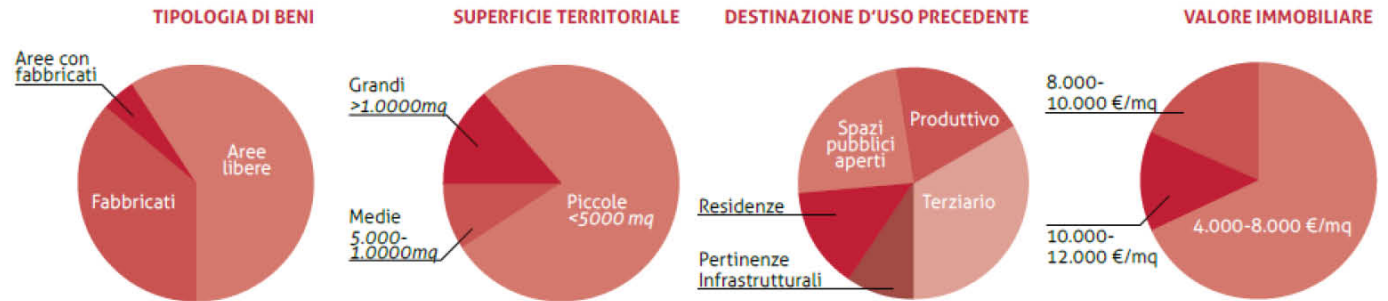 TIPOLOGIA DI BENI
Aree con
fabbricati
Aree
libere
Fabbricati
SUPERFICIE TERRITORIALE
Grandi
>1.0000mq
Piccole
<5000 mq
Medie
5.000-
1.0000mq
DESTINAZIONE D'USO PRECEDENTE
Spazi
pubblici
aperti
Produttivo
Residenze
Terziario
Pertinenze
Infrastrutturali
VALORE IMMOBILIARE
8.000-
10.000 €/mq
4.000-8.000 €/mq
10.000-
12.000 €/mq